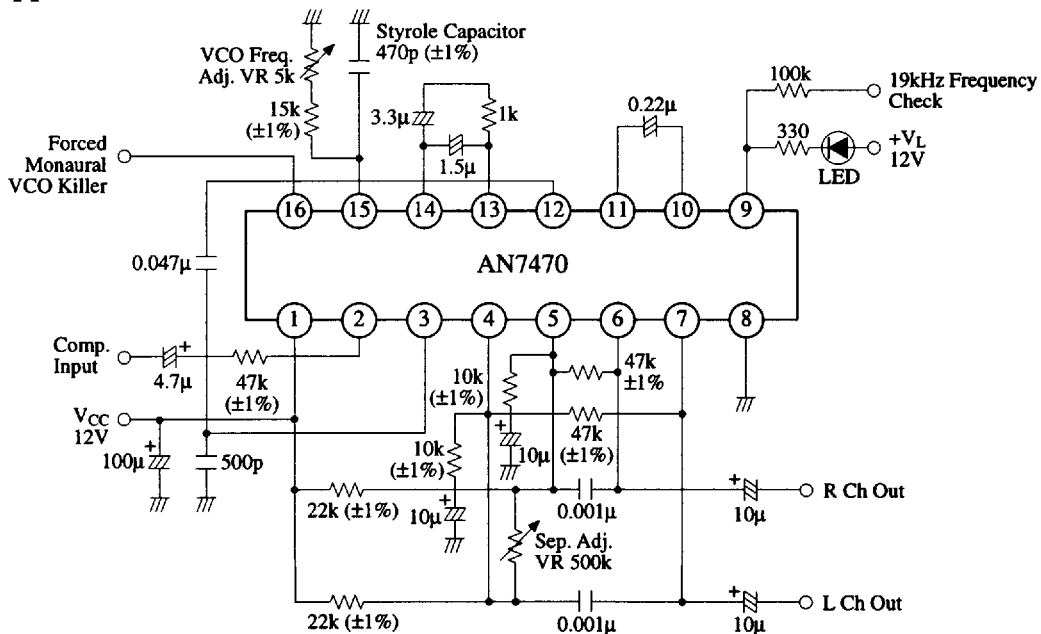 Styrole Capacitor
470p (±1%)
VCO Freq.
Adj. VR 5k
100k
19kHz Frequency
Check
15k
(±1%)
3.3µ
1k
0.22µ
330
+VL
12V
LED
Forced
Monaural
VCO Killer
1.5µ
16
15
14
13
12
11
10
9
0.047µ
AN7470
1
2
3
4
5
6
7
8
Comp.
Input
+
4.7µ
47k
(±1%)
10k
(±1%)
47k
±1%
VCC
12V
+
100µ
500p
10k
(±1%)
+
10µ
47k
(±1%)
22k (±1%)
+
10µ
0.001µ
+
10µ
R Ch Out
Sep. Adj.
VR 500k
22k (±1%)
0.001µ
+
10µ
L Ch Out